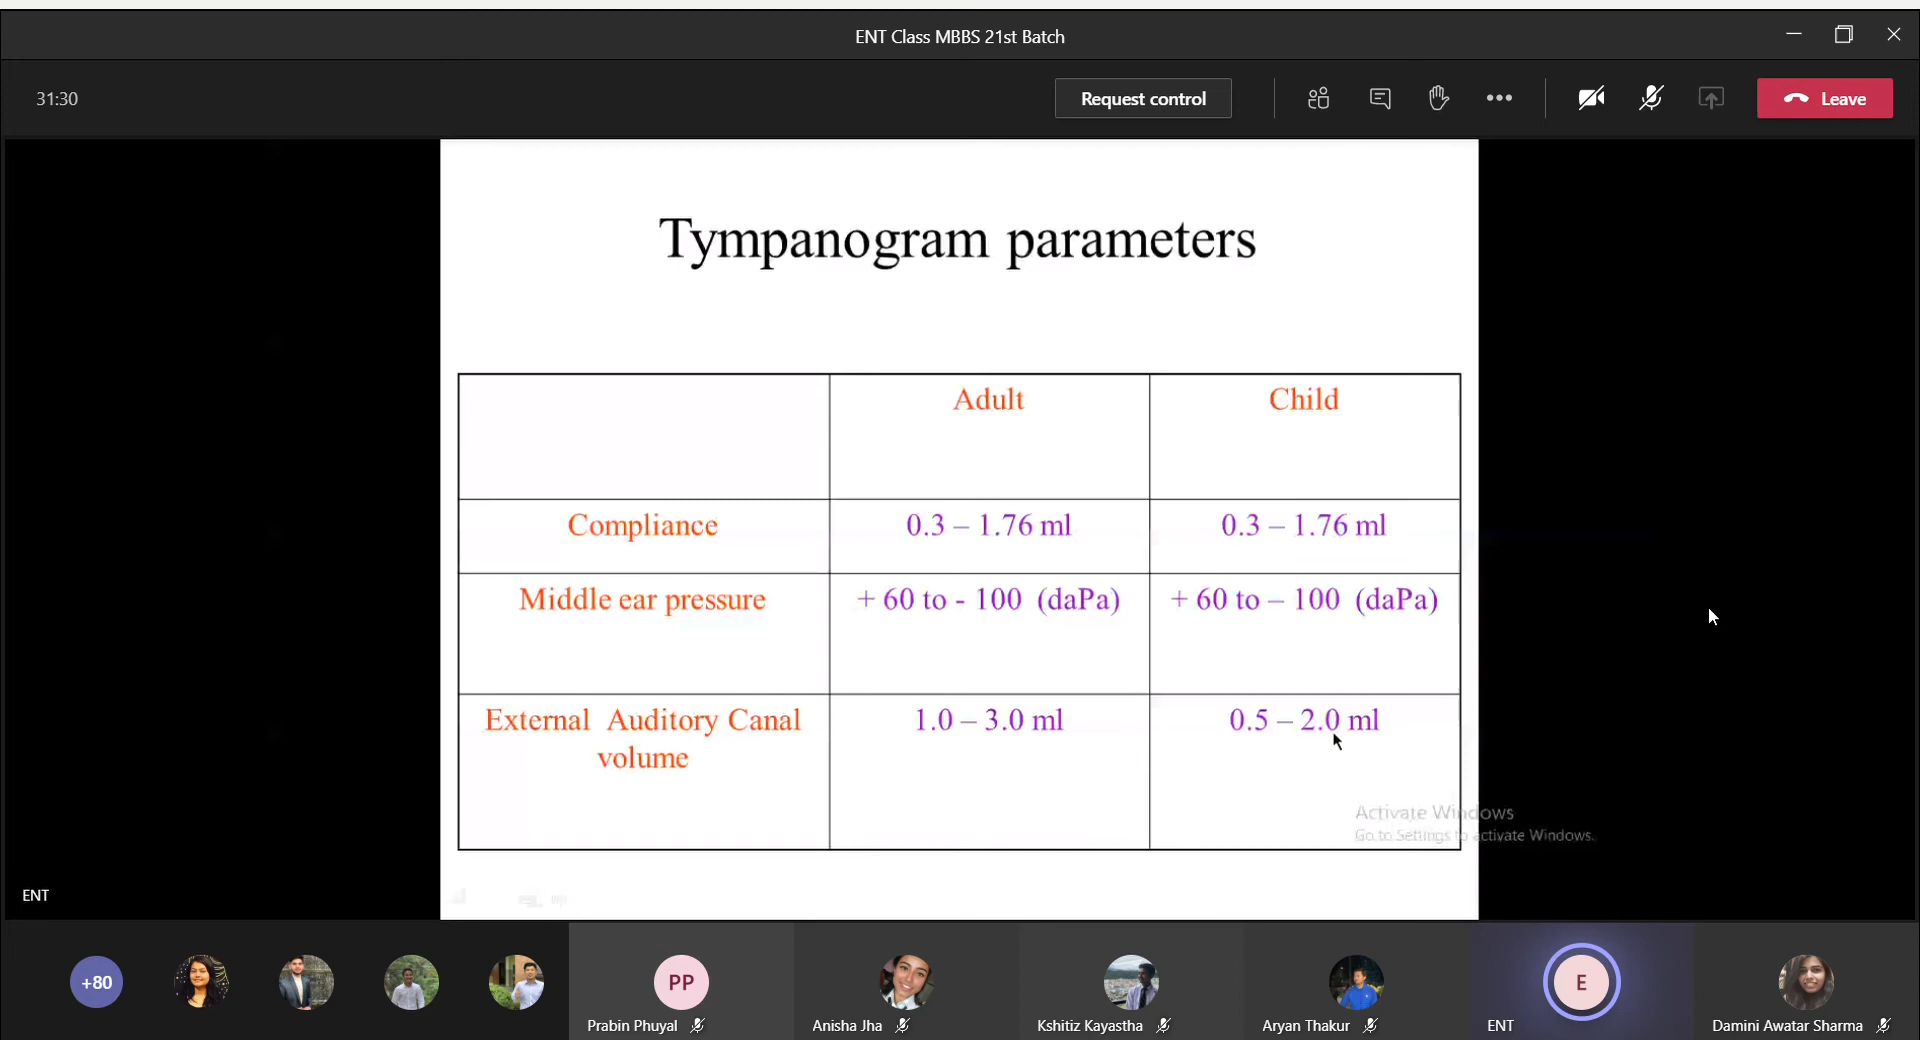 ENT Class MBBS 21st Batch
31:30
Request control
Leave
Tympanogram parameters
Adult
Child
Compliance
0.3 – 1.76 ml
0.3 – 1.76 ml
Middle ear pressure
+ 60 to - 100 (daPa)
+ 60 to – 100 (daPa)
External Auditory Canal
volume
1.0 – 3.0 ml
0.5 – 2.0 ml
Activate Windows
Go to Settings to activate Windows.
ENT
+80
PP
Prabin Phuyal
Anisha Jha
Kshitiz Kayastha
Aryan Thakur
E
ENT
Damini Awatar Sharma